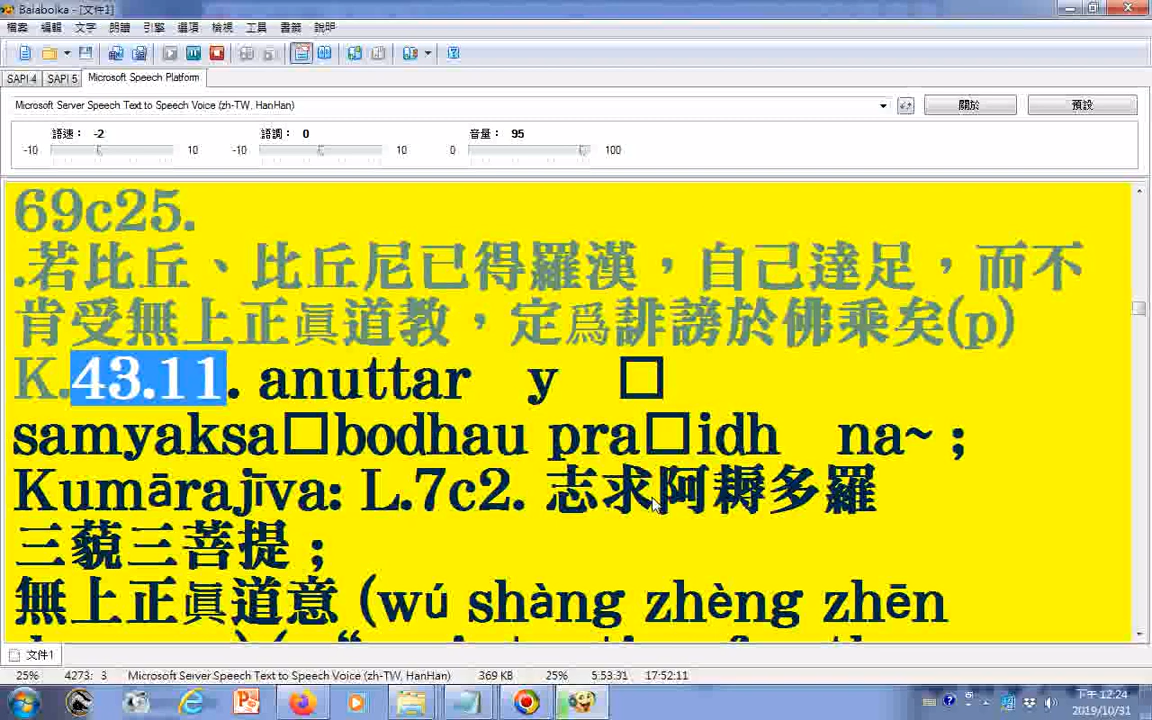 Balabolka - [文件1]
檔案 編輯 文字 朗讀 引擎 選項 檢視 工具 書籤 說明
SAPI 4 SAPI 5 Microsoft Speech Platform
Microsoft Server Speech Text to Speech Voice (zh-TW, HanHan) 關於 預設
語速： -2 語調： 0 音量： 95
-10 10 -10 10 0 100
69c25.
.若比丘、比丘尼已得羅漢，自己達足，而不
肯受無上正眞道教，定爲誹謗於佛乘矣(p)
K.43.11. anuttar y □
samyaksa□bodhau pra□idh na~ ;
Kumārajīva: L.7c2. 志求阿耨多羅
三藐三菩提；
無上正眞道意 (wú shàng zhèng zhēn
文件1
25% 4273: 3 Microsoft Server Speech Text to Speech Voice (zh-TW, HanHan) 369 KB 25% 5:53:31 17:52:11
下午 12:24
2019/10/31